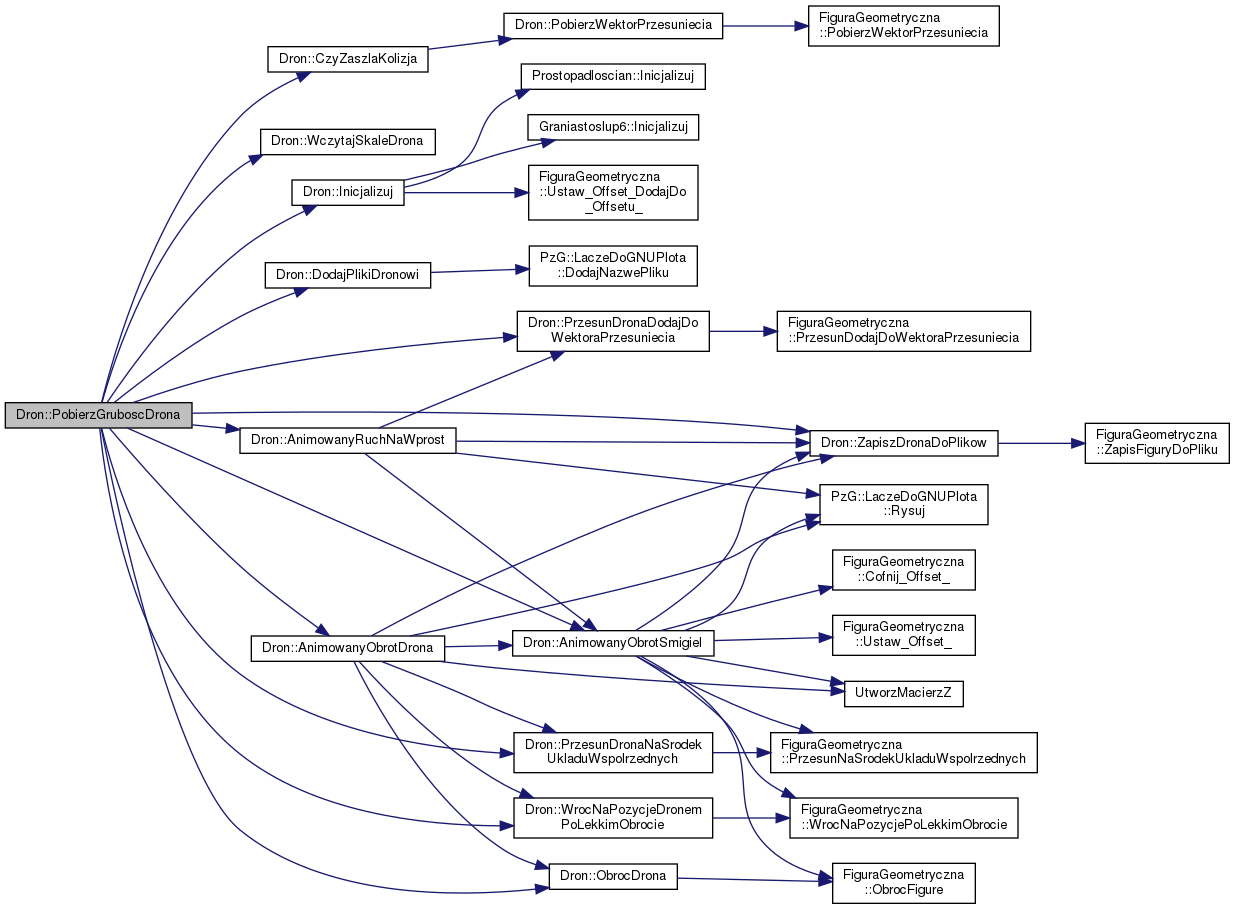 Dron::PobierzWektorPrzesuniecia
FiguraGeometryczna
::PobierzWektorPrzesuniecia
Dron::CzyZaszlaKolizja
Prostopadloscian::Inicjalizuj
Graniastoslup6::Inicjalizuj
Dron::WczytajSkaleDrona
Dron::Inicjalizuj
FiguraGeometryczna
::Ustaw_Offset_DodajDo
_Offsetu_
Dron::DodajPlikiDronowi
PzG::LaczeDoGNUPlota
::DodajNazwePliku
Dron::PrzesunDronaDodajDo
WektoraPrzesuniecia
FiguraGeometryczna
::PrzesunDodajDoWektoraPrzesuniecia
Dron::PobierzGruboscDrona
Dron::AnimowanyRuchNaWprost
Dron::ZapiszDronaDoPlikow
FiguraGeometryczna
::ZapisFiguryDoPliku
PzG::LaczeDoGNUPlota
::Rysuj
FiguraGeometryczna
::Cofnij_Offset_
Dron::AnimowanyObrotDrona
Dron::AnimowanyObrotSmigiel
FiguraGeometryczna
::Ustaw_Offset_
UtworzMacierzZ
Dron::PrzesunDronaNaSrodek
UkladuWspolrzednych
FiguraGeometryczna
::PrzesunNaSrodekUkladuWspolrzednych
Dron::WrocNaPozycjeDronem
PoLekkimObrocie
FiguraGeometryczna
::WrocNaPozycjePoLekkimObrocie
Dron::ObrocDrona
FiguraGeometryczna
::ObrocFigure